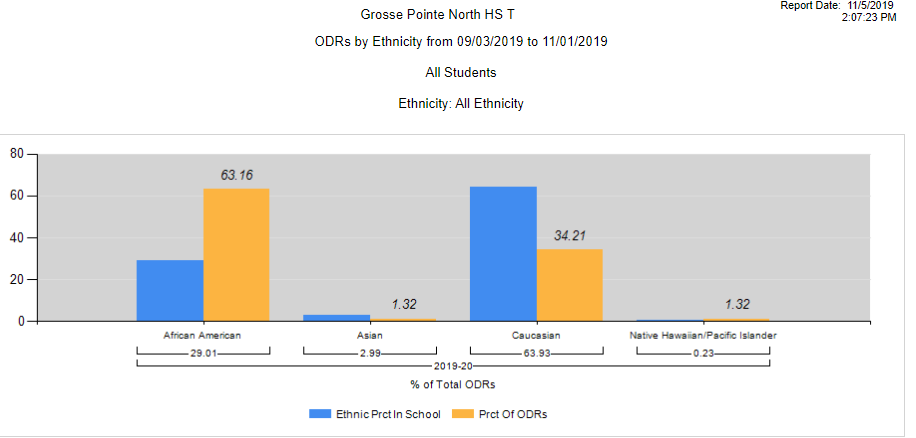 Report Date: 11/5/2019
2:07:23 PM
Grosse Pointe North HS T
ODRs by Ethnicity from 09/03/2019 to 11/01/2019
All Students
Ethnicity: All Ethnicity
80
60
40
20
0
63.16
1.32
34.21
1.32
African American Asian Caucasian Native Hawaiian/Pacific Islander
29.01 2.99 63.93 0.23
2019-20
% of Total ODRs
Ethnic Prct In School Prct Of ODRs